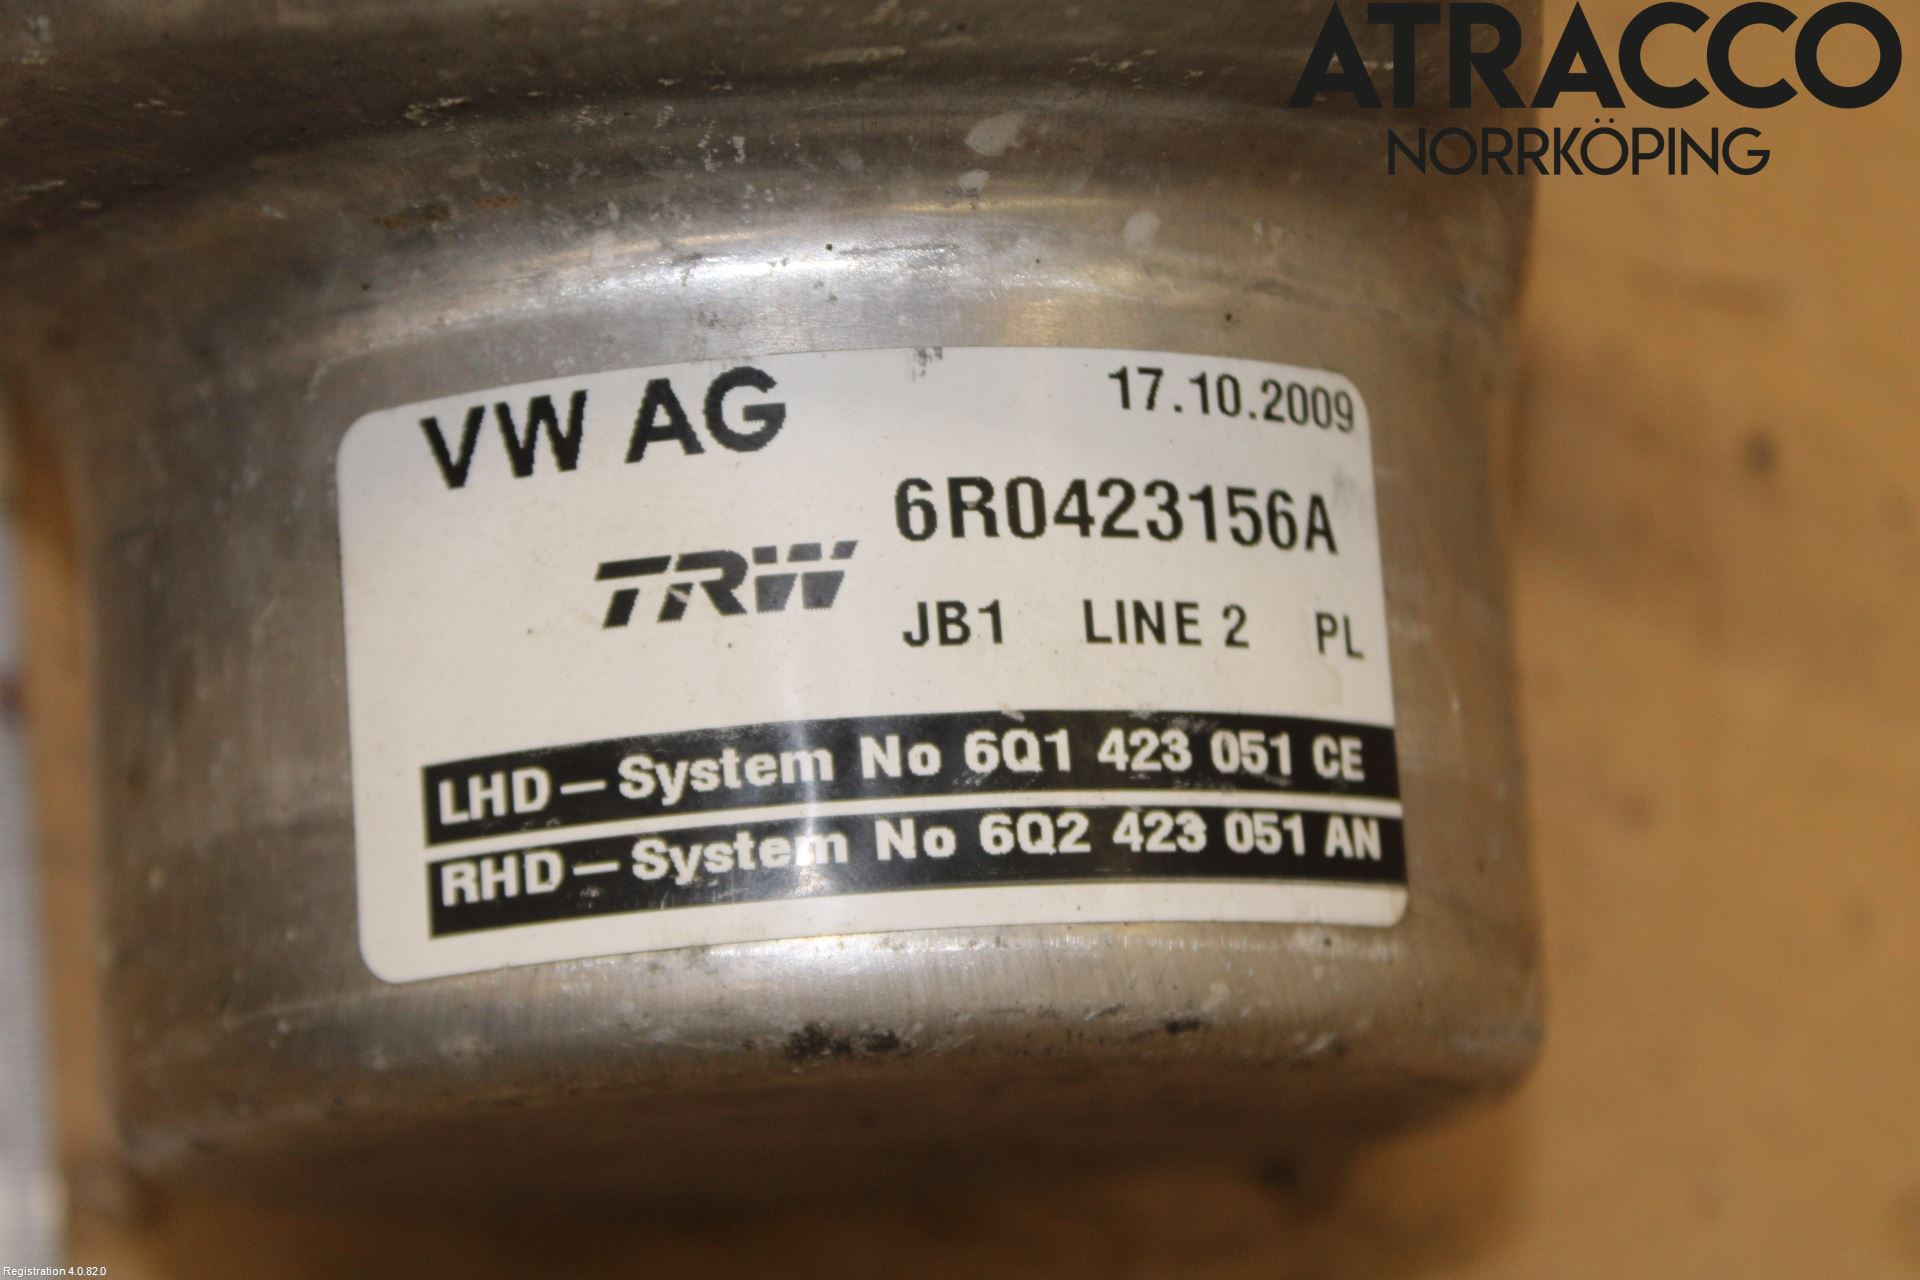 ATRACCO
NORRKÖPING
VW AG
17.10.2009
6R0423156A
TRW
JB1 LINE 2 PL
LHD-System No 6Q1 423 051 CE
RHD-System No 6Q2 423 051 AN
Registration 4.0.82.0